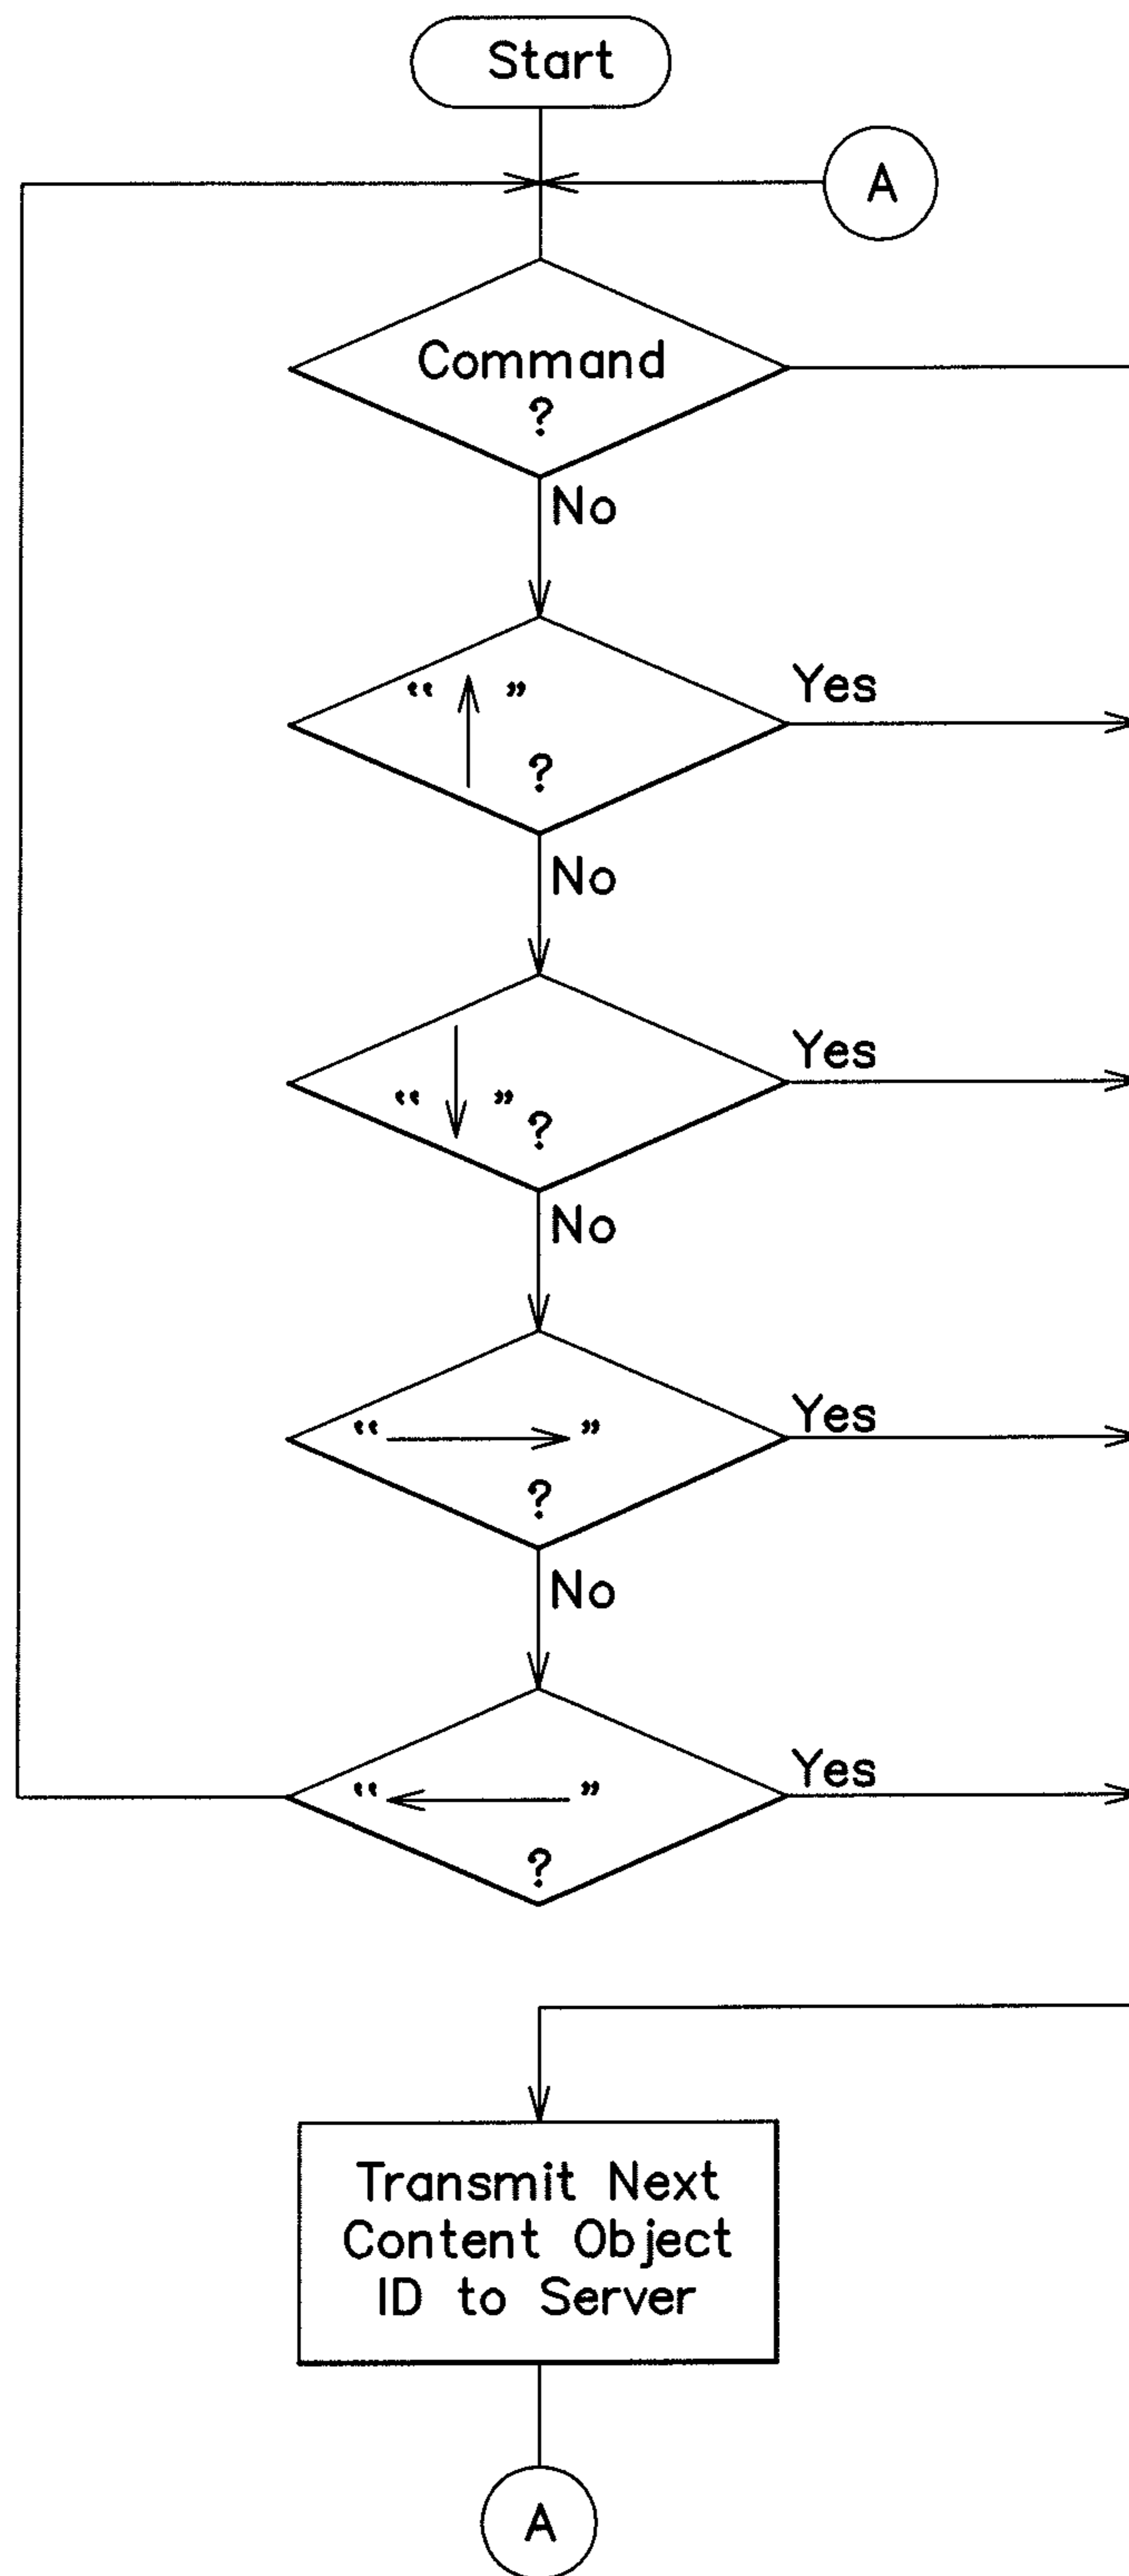 Start
A
Command
?
No
“ ↑ ”
?
Yes
No
“ ↓ ”
?
Yes
No
“ → ”
?
Yes
No
“ ← ”
?
Yes
Transmit Next
Content Object
ID to Server
A